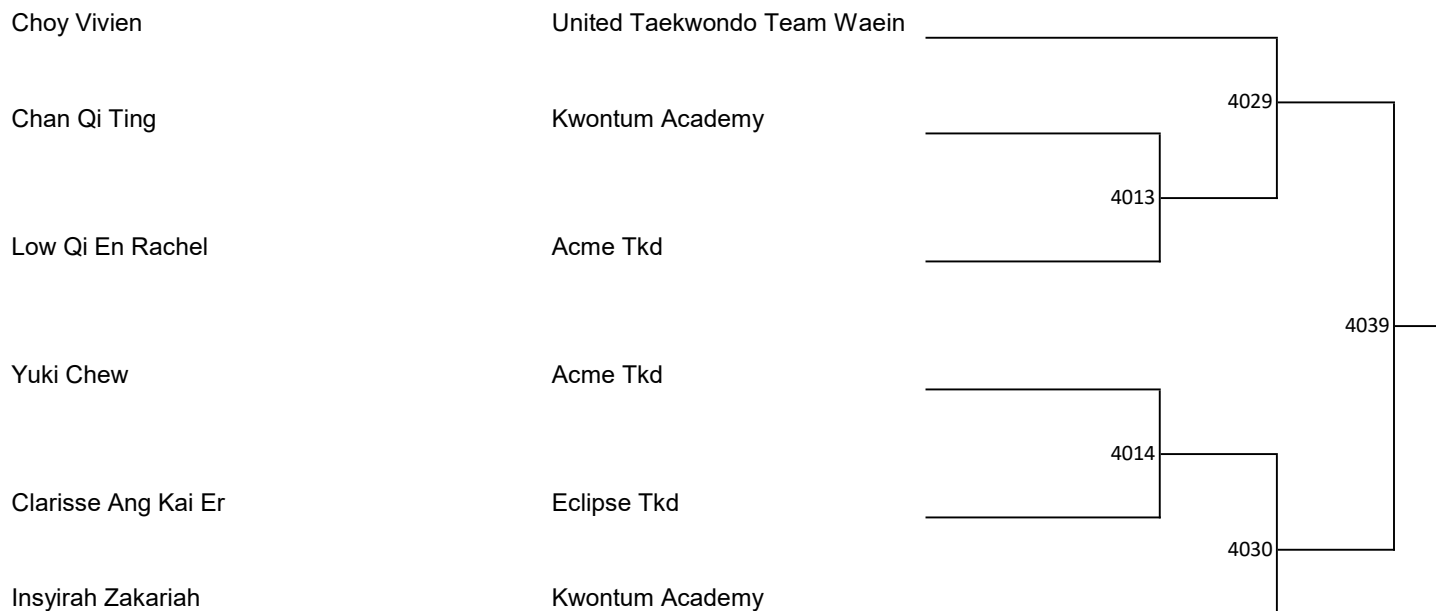 Choy Vivien United Taekwondo Team Waein
4029
Chan Qi Ting Kwontum Academy
4013
Low Qi En Rachel Acme Tkd
4039
Yuki Chew Acme Tkd
4014
Clarisse Ang Kai Er Eclipse Tkd
4030
Insyirah Zakariah Kwontum Academy